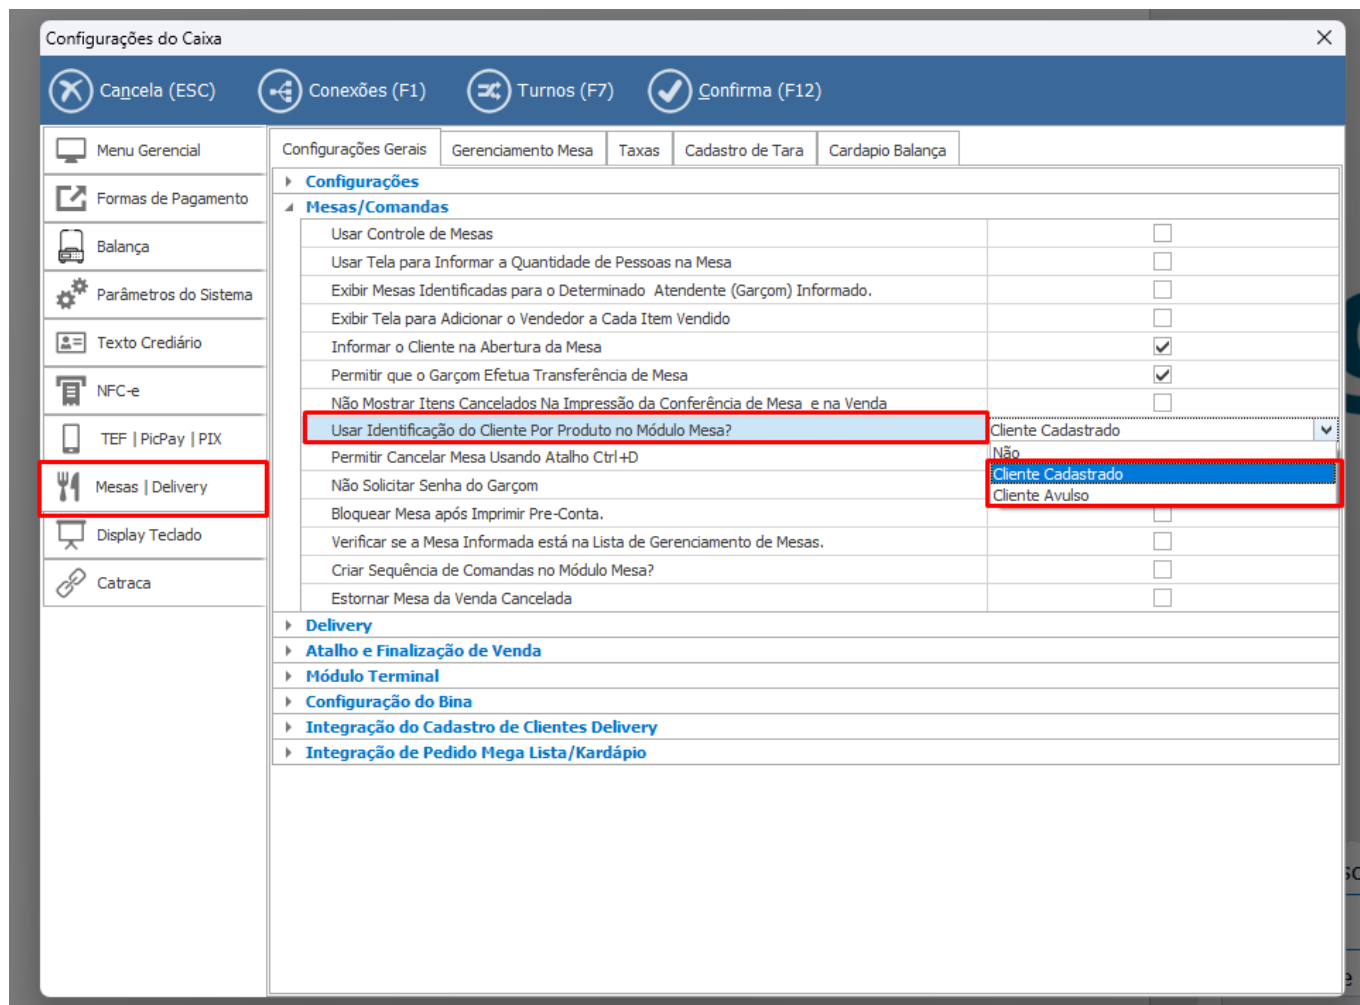 Configurações do Caixa
Cancela (ESC)
Conexões (F1)
Turnos (F7)
Confirma (F12)
Menu Gerencial
Formas de Pagamento
Balança
Parâmetros do Sistema
Texto Crediário
NFC-e
TEF | PicPay | PIX
Mesas | Delivery
Display Teclado
Catraca
Configurações Gerais
Gerenciamento Mesa
Taxas
Cadastro de Tara
Cardapio Balança
Configurações
Mesas/Comandas
Usar Controle de Mesas
Usar Tela para Informar a Quantidade de Pessoas na Mesa
Exibir Mesas Identificadas para o Determinado Atendente (Garçom) Informado.
Exibir Tela para Adicionar o Vendedor a Cada Item Vendido
Informar o Cliente na Abertura da Mesa
Permitir que o Garçom Efetua Transferência de Mesa
Não Mostrar Itens Cancelados Na Impressão da Conferência de Mesa e na Venda
Usar Identificação do Cliente Por Produto no Módulo Mesa?
Cliente Cadastrado
Não
Cliente Cadastrado
Cliente Avulso
Permitir Cancelar Mesa Usando Atalho Ctrl+D
Não Solicitar Senha do Garçom
Bloquear Mesa após Imprimir Pre-Conta.
Verificar se a Mesa Informada está na Lista de Gerenciamento de Mesas.
Criar Sequência de Comandas no Módulo Mesa?
Estornar Mesa da Venda Cancelada
Delivery
Atalho e Finalização de Venda
Módulo Terminal
Configuração do Bina
Integração do Cadastro de Clientes Delivery
Integração de Pedido Mega Lista/Kardápio